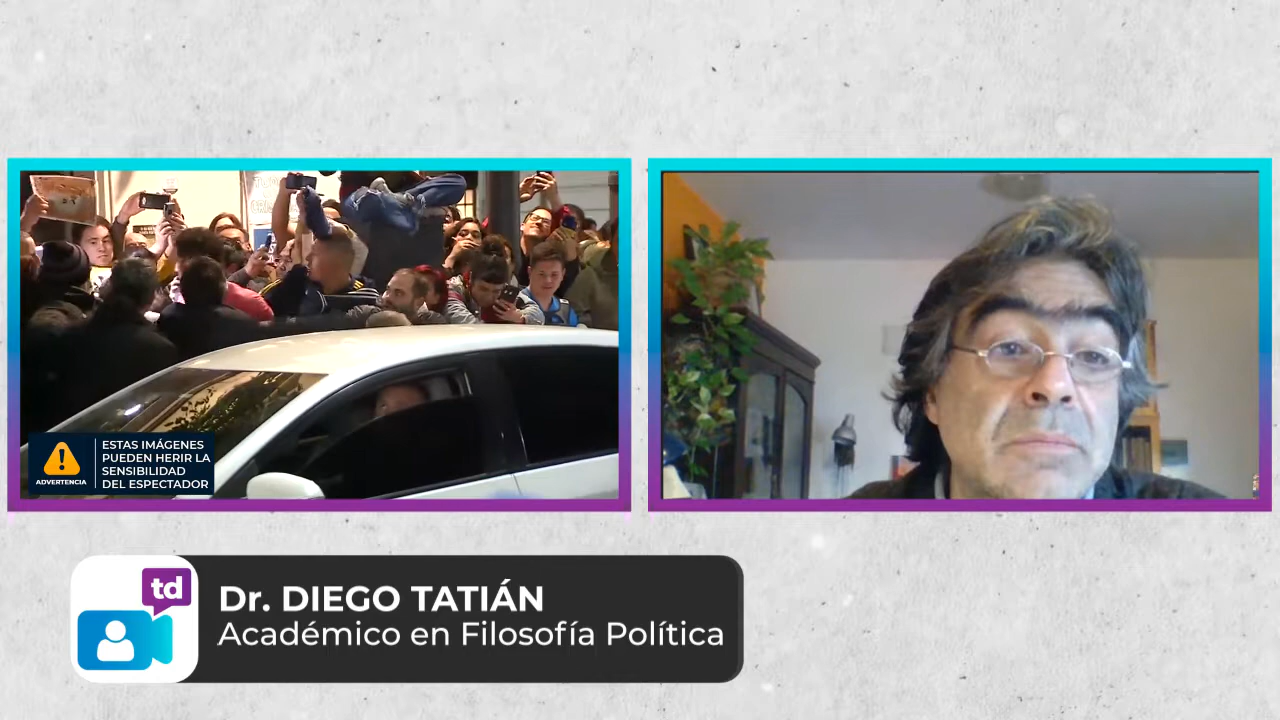 ESTAS IMÁGENES
PUEDEN HERIR LA
SENSIBILIDAD
DEL ESPECTADOR
ADVERTENCIA
td
Dr. DIEGO TATIÁN
Académico en Filosofía Política